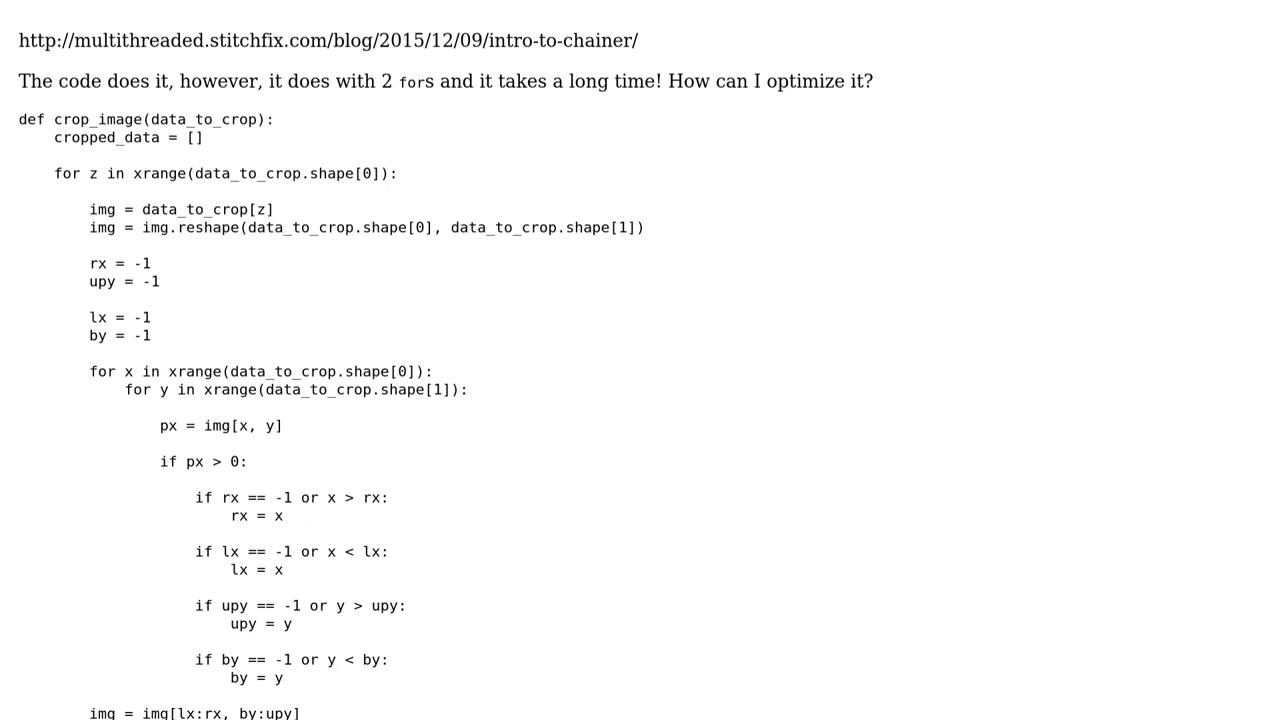 http://multithreaded.stitchfix.com/blog/2015/12/09/intro-to-chainer/
The code does it, however, it does with 2 fors and it takes a long time! How can I optimize it?
def crop_image(data_to_crop):
    cropped_data = []
    for z in xrange(data_to_crop.shape[0]):
        img = data_to_crop[z]
        img = img.reshape(data_to_crop.shape[0], data_to_crop.shape[1])
        rx = -1
        upy = -1
        lx = -1
        by = -1
        for x in xrange(data_to_crop.shape[0]):
            for y in xrange(data_to_crop.shape[1]):
                px = img[x, y]
                if px > 0:
                    if rx == -1 or x > rx:
                        rx = x
                    if lx == -1 or x < lx:
                        lx = x
                    if upy == -1 or y > upy:
                        upy = y
                    if by == -1 or y < by:
                        by = y
        img = img[lx:rx, by:upy]